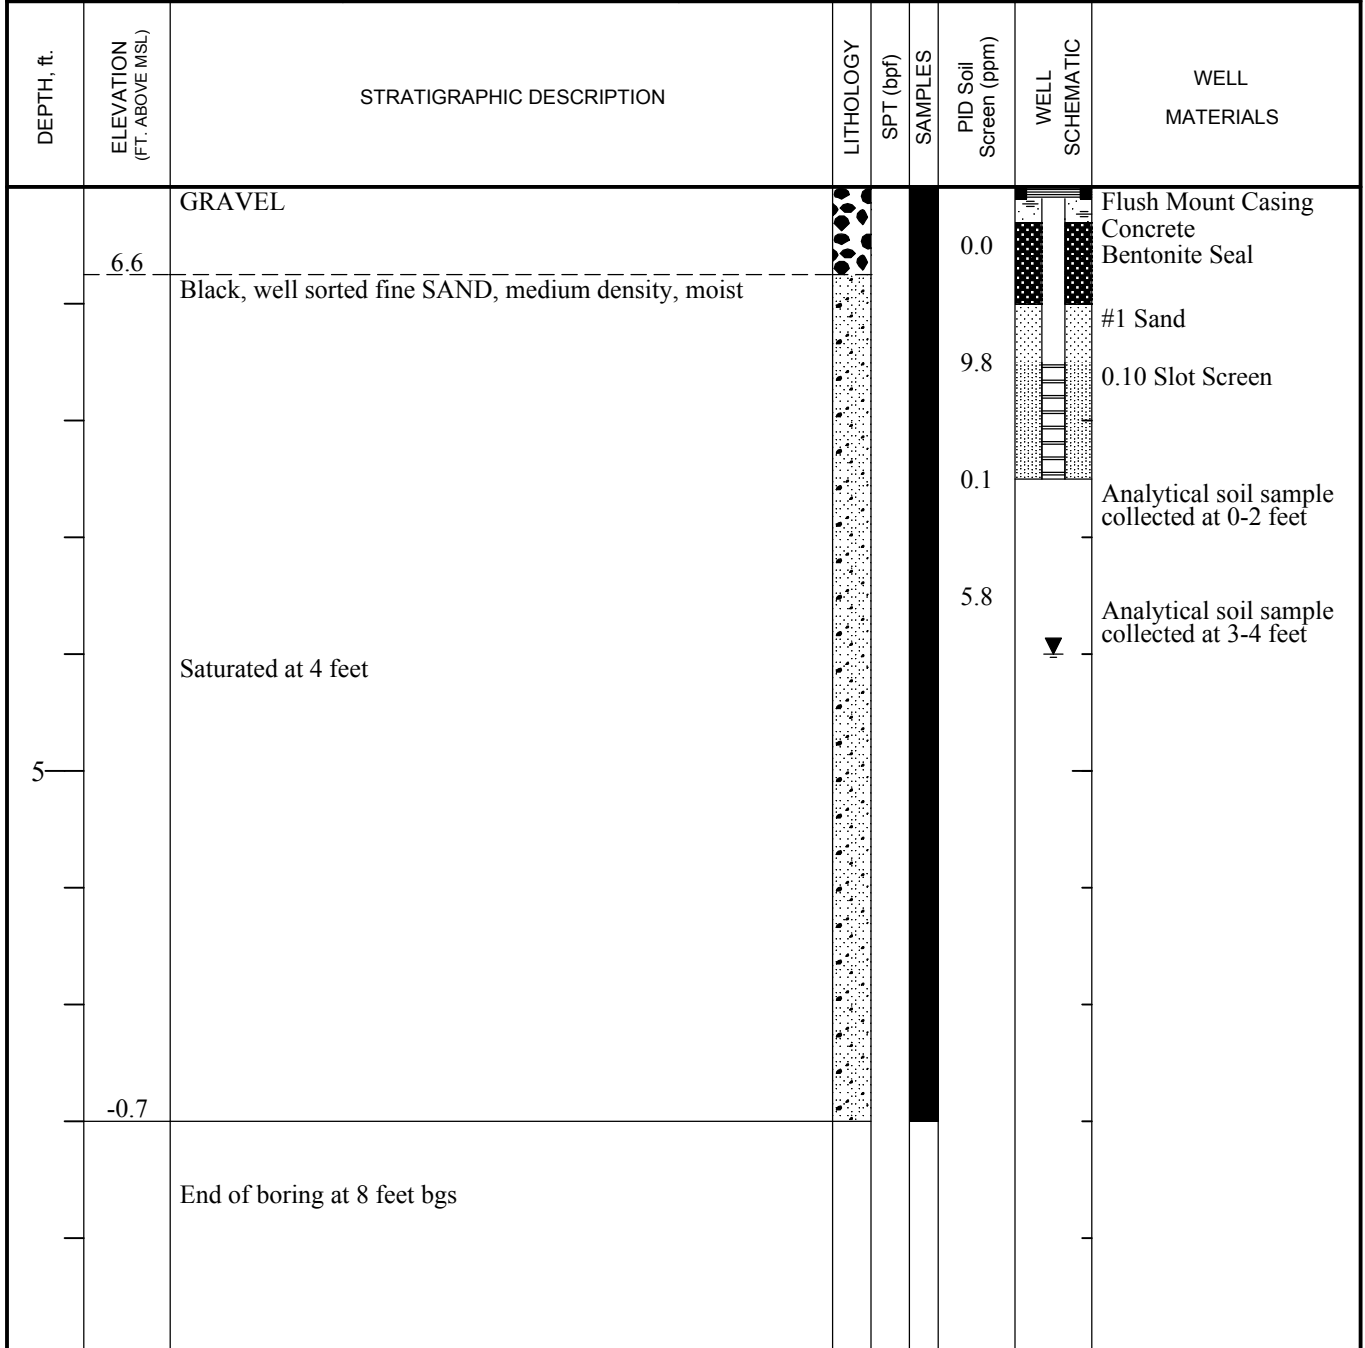 DEPTH, ft.
ELEVATION
(FT. ABOVE MSL)
STRATIGRAPHIC DESCRIPTION
LITHOLOGY
SPT (bpf)
SAMPLES
PID Soil
Screen (ppm)
WELL
SCHEMATIC
WELL
MATERIALS
GRAVEL
Flush Mount Casing
Concrete
0.0
Bentonite Seal
6.6
Black, well sorted fine SAND, medium density, moist
#1 Sand
9.8
0.10 Slot Screen
0.1
Analytical soil sample
collected at 0-2 feet
5.8
Analytical soil sample
collected at 3-4 feet
Saturated at 4 feet
5
-0.7
End of boring at 8 feet bgs